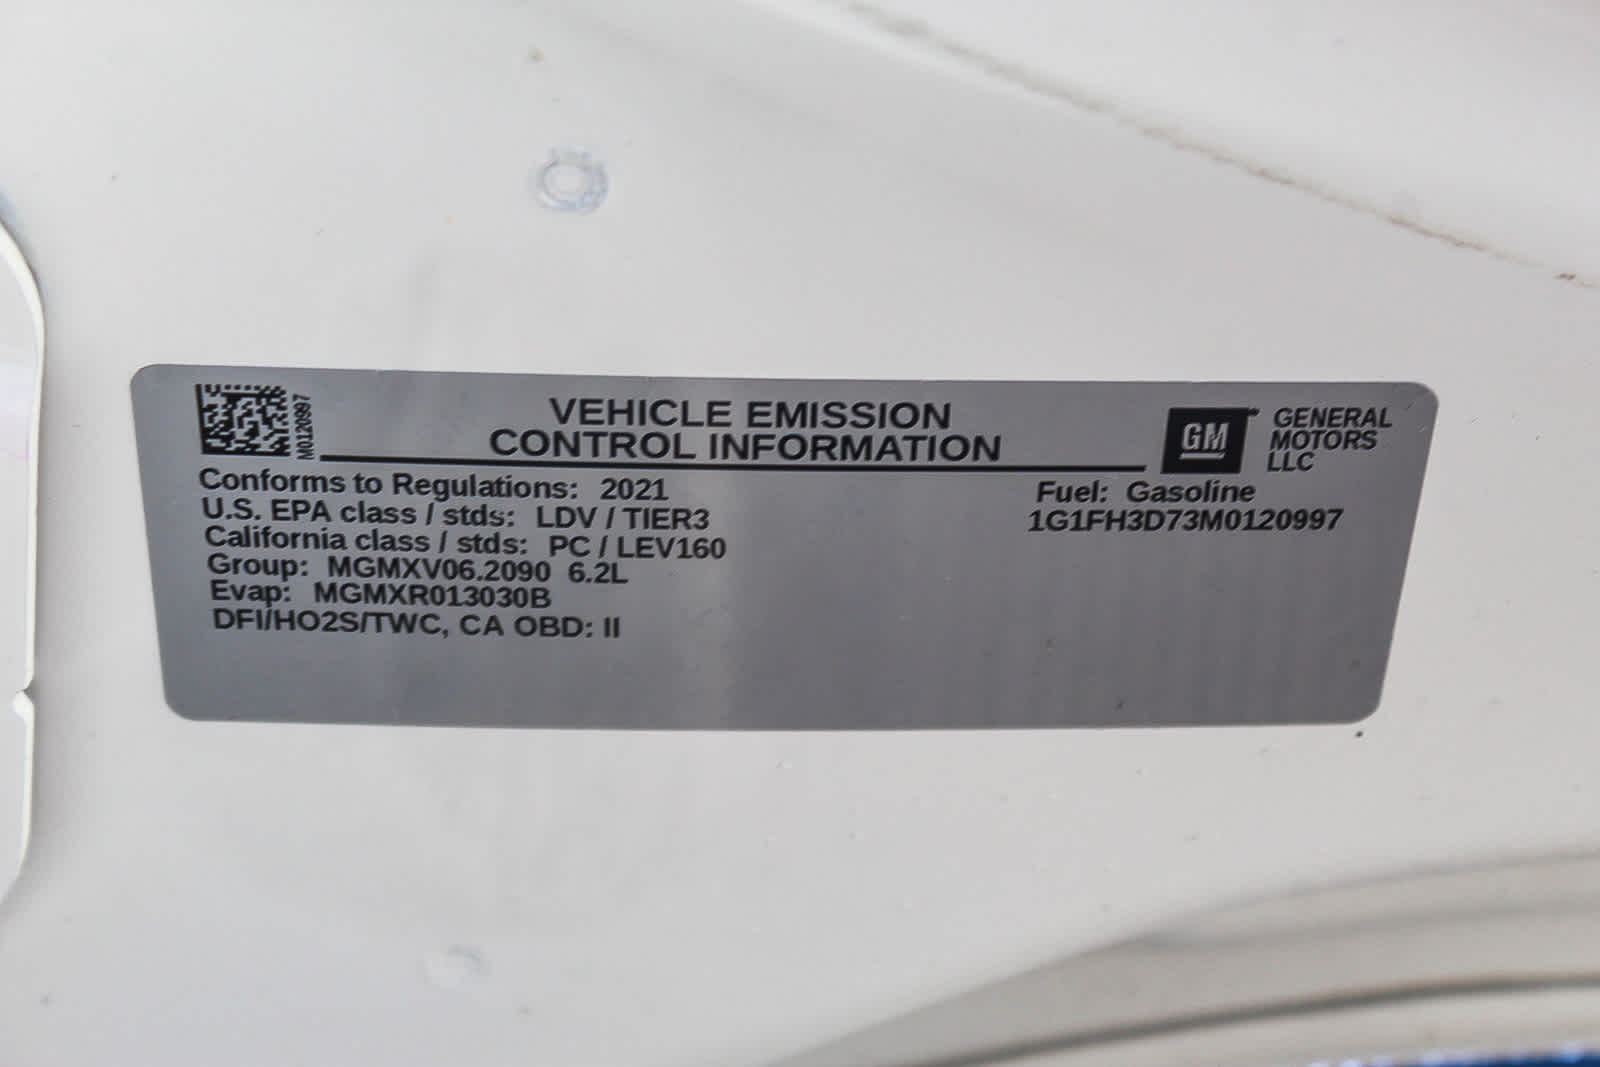 M0120997
VEHICLE EMISSION
CONTROL INFORMATION
GM
GENERAL
MOTORS
LLC
Conforms to Regulations: 2021
U.S. EPA class / stds: LDV / TIER3
California class / stds: PC / LEV160
Group: MGMXV06.2090 6.2L
Evap: MGMXR013030B
DFI/HO2S/TWC, CA OBD: II
Fuel: Gasoline
1G1FH3D73M0120997